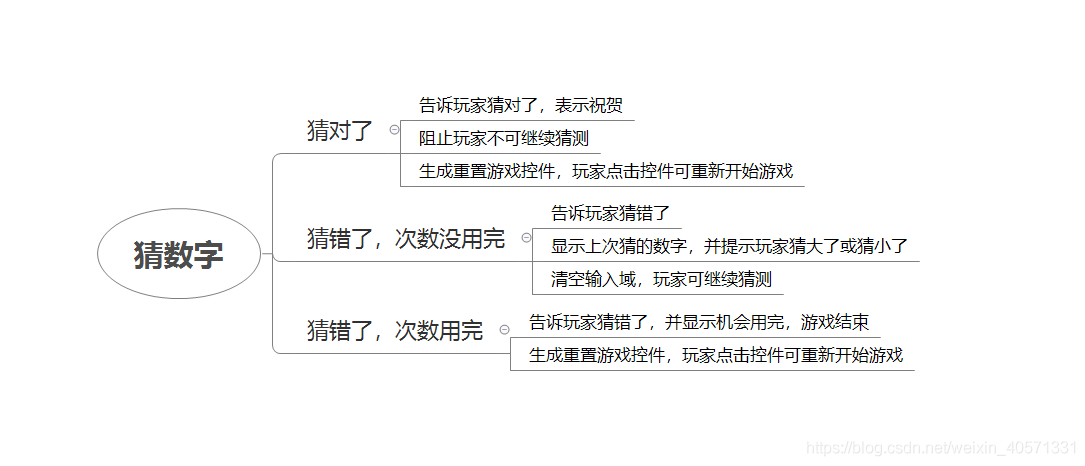 猜数字
猜对了
告诉玩家猜对了，表示祝贺
阻止玩家不可继续猜测
生成重置游戏控件，玩家点击控件可重新开始游戏
猜错了，次数没用完
告诉玩家猜错了
显示上次猜的数字，并提示玩家猜大了或猜小了
清空输入域，玩家可继续猜测
猜错了，次数用完
告诉玩家猜错了，并显示机会用完，游戏结束
生成重置游戏控件，玩家点击控件可重新开始游戏
https://blog.csdn.net/weixin_40571331